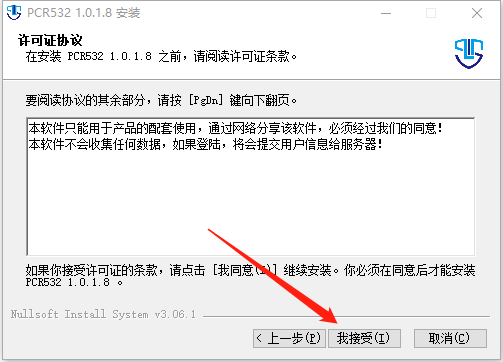 PCR532 1.0.1.8 安装
许可证协议
在安装 PCR532 1.0.1.8 之前，请阅读许可证条款。
要阅读协议的其余部分，请按 [PgDn] 键向下翻页。
本软件只能用于产品的配套使用，通过网络分享该软件，必须经过我们的同意！
本软件不会收集任何数据，如果登陆，将会提交用户信息给服务器！
如果你接受许可证的条款，请点击 [我同意(I)] 继续安装。你必须在同意后才能安装
PCR532 1.0.1.8 。
Nullsoft Install System v3.06.1
< 上一步(P)
我接受(I)
取消(C)